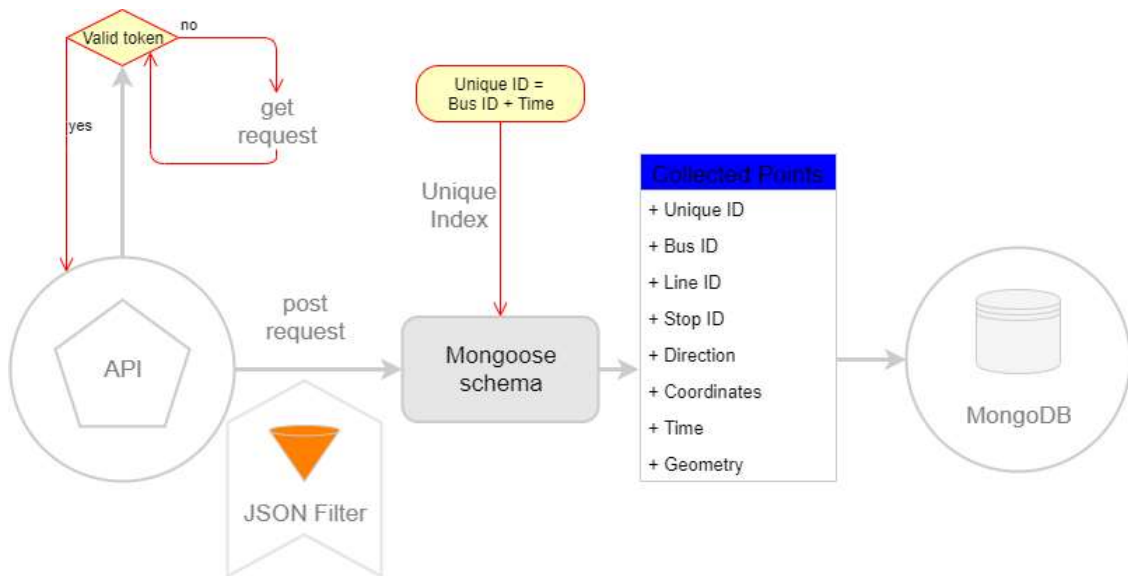 Valid token
no
yes
get
request
Unique ID =
Bus ID + Time
Unique
Index
Collected Points
+ Unique ID
+ Bus ID
+ Line ID
+ Stop ID
+ Direction
+ Coordinates
+ Time
+ Geometry
post
request
API
Mongoose
schema
MongoDB
JSON Filter